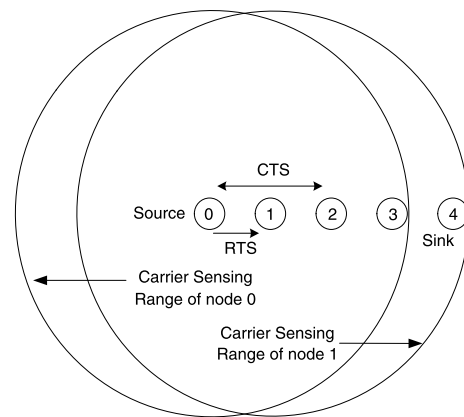 CTS
Source 0 1 2 3 4
RTS
Sink
Carrier Sensing
Range of node 0
Carrier Sensing
Range of node 1